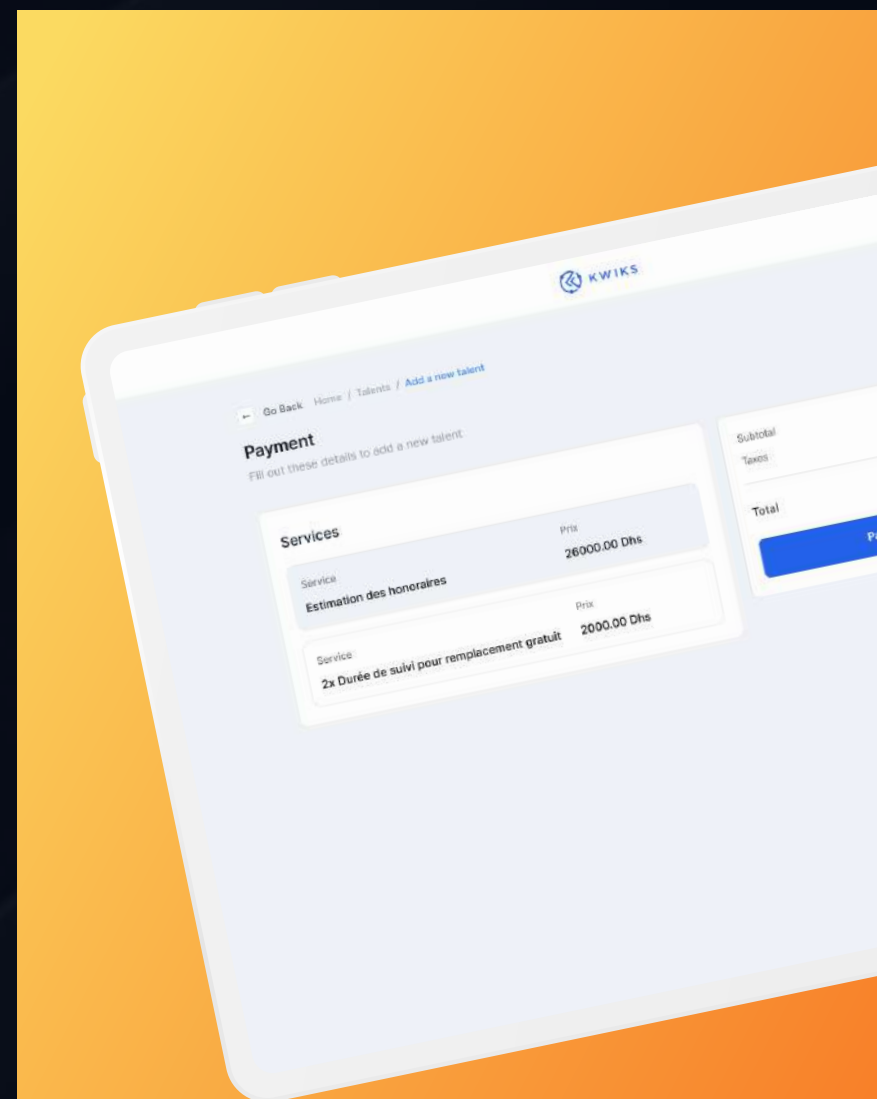 KWIKS
← Go Back Home / Talents / Add a new talent
Payment
Fill out these details to add a new talent
Services
Service
Prix
Estimation des honoraires
26000.00 Dhs
Service
Prix
2x Durée de suivi pour remplacement gratuit
2000.00 Dhs
Subtotal
Taxes
Total